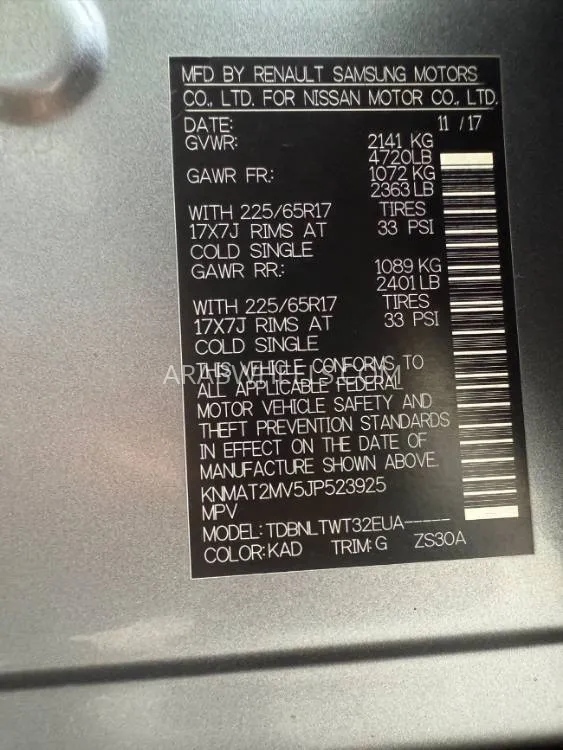 MFD BY RENAULT SAMSUNG MOTORS
CO., LTD. FOR NISSAN MOTOR CO., LTD.
DATE: 11 / 17
GVWR: 2141 KG
4720LB
GAWR FR.: 1072 KG
2363 LB
WITH 225/65R17 TIRES
17X7J RIMS AT 33 PSI
COLD SINGLE
GAWR RR.: 1089 KG
2401 LB
WITH 225/65R17 TIRES
17X7J RIMS AT 33 PSI
COLD SINGLE
THIS VEHICLE CONFORMS TO
ARABWHEELS.COM
ALL APPLICABLE FEDERAL
MOTOR VEHICLE SAFETY AND
THEFT PREVENTION STANDARDS
IN EFFECT ON THE DATE OF
MANUFACTURE SHOWN ABOVE.
KNMAT2MV5JP523925
MPV
MODEL: TDBNLTWT32EUA-----
COLOR: KAD TRIM: G ZS30A